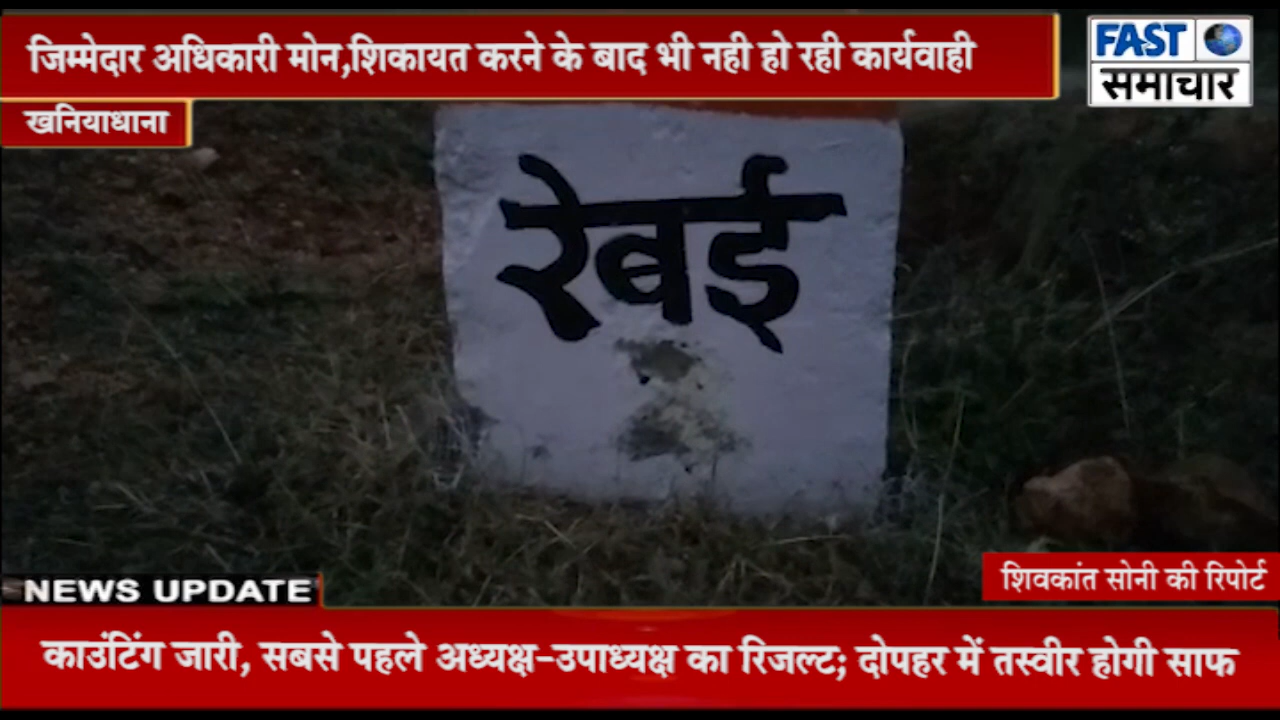 जिम्मेदार अधिकारी मोन,शिकायत करने के बाद भी नही हो रही कार्यवाही
FAST
समाचार
खनियाधाना
रेबई
शिवकांत सोनी की रिपोर्ट
NEWS UPDATE
काउंटिंग जारी, सबसे पहले अध्यक्ष-उपाध्यक्ष का रिजल्ट; दोपहर में तस्वीर होगी साफ